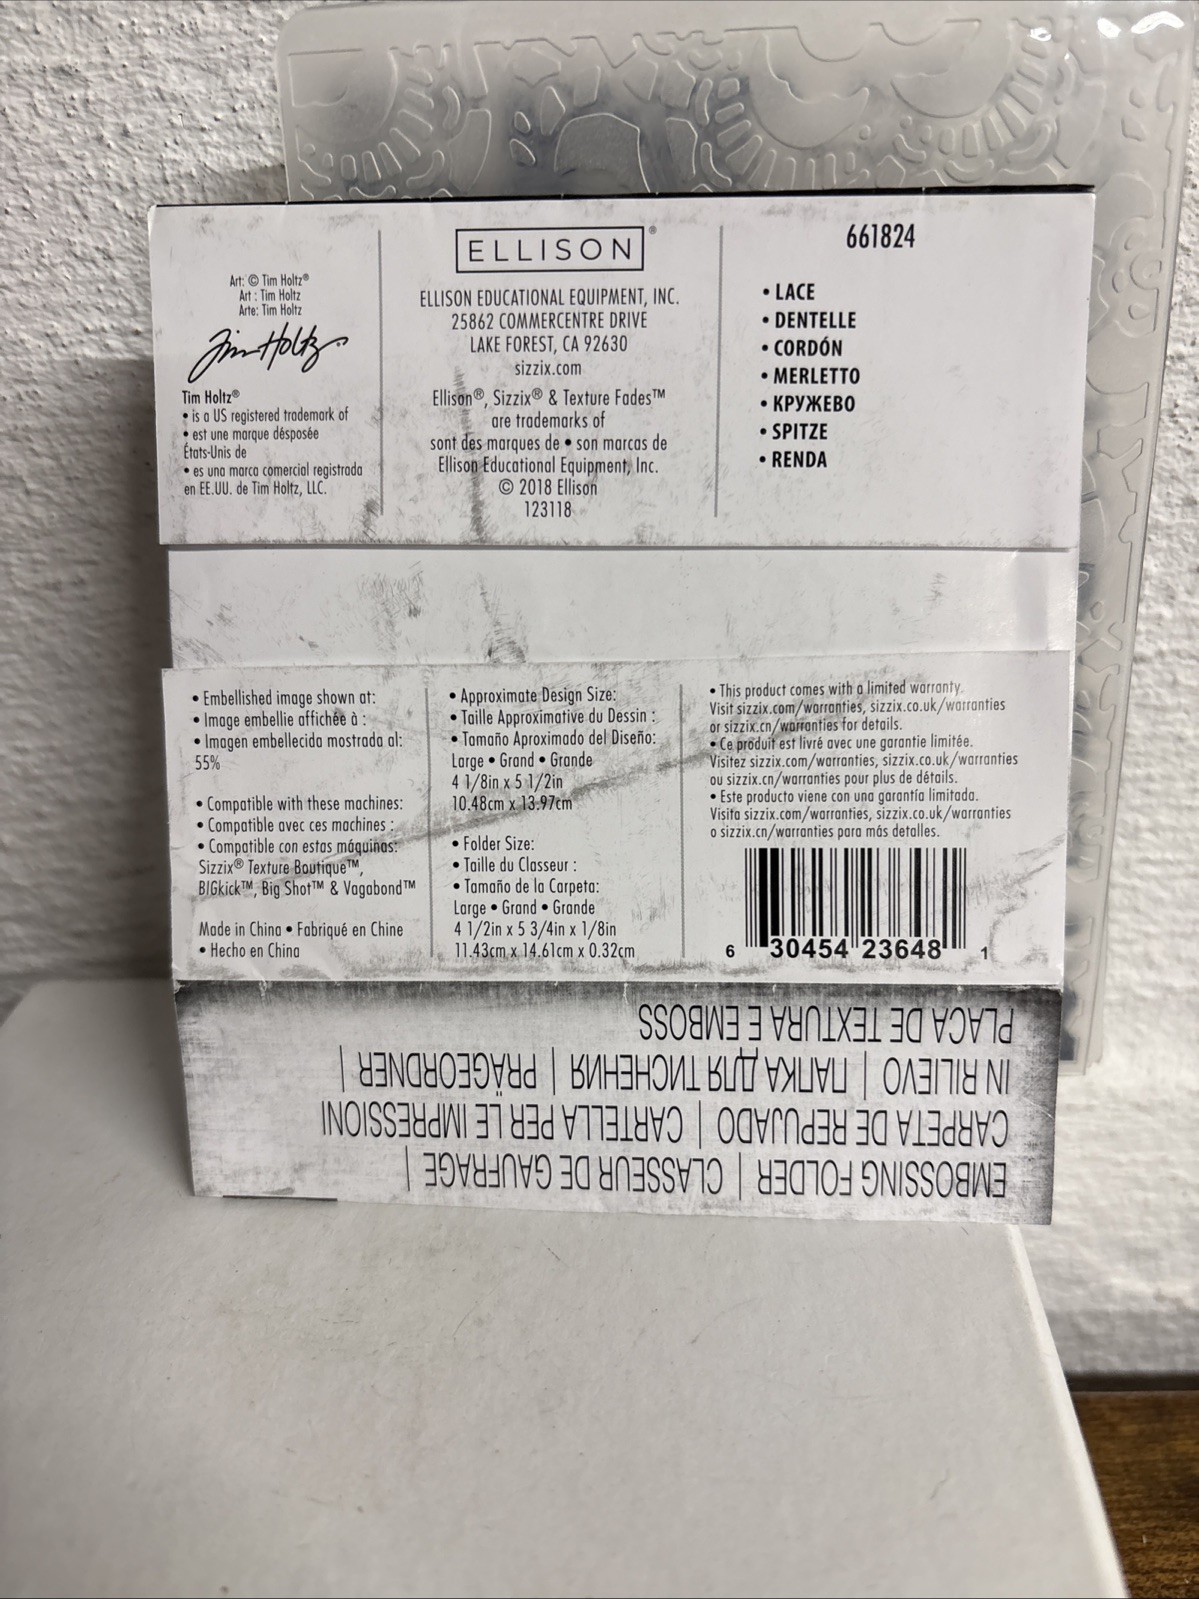 Art: © Tim Holtz®
Art : Tim Holtz
Arte: Tim Holtz
Tim Holtz
Tim Holtz®
• is a US registered trademark of
• est une marque désposée
États-Unis de
• es una marca comercial registrada
en EE.UU. de Tim Holtz, LLC.
ELLISON®
ELLISON EDUCATIONAL EQUIPMENT, INC.
25862 COMMERCENTRE DRIVE
LAKE FOREST, CA 92630
sizzix.com
Ellison®, Sizzix® & Texture Fades™
are trademarks of
sont des marques de • son marcas de
Ellison Educational Equipment, Inc.
© 2018 Ellison
123118
661824
• LACE
• DENTELLE
• CORDÓN
• MERLETTO
• КРУЖЕВО
• SPITZE
• RENDA
• Embellished image shown at:
• Image embellie affichée à :
• Imagen embellecida mostrada al:
55%
• Compatible with these machines:
• Compatible avec ces machines :
• Compatible con estas máquinas:
Sizzix® Texture Boutique™,
BIGkick™, Big Shot™ & Vagabond™
Made in China • Fabriqué en Chine
• Hecho en China
• Approximate Design Size:
• Taille Approximative du Dessin :
• Tamaño Aproximado del Diseño:
Large • Grand • Grande
4 1/8in x 5 1/2in
10.48cm x 13.97cm
• Folder Size:
• Taille du Classeur :
• Tamaño de la Carpeta:
Large • Grand • Grande
4 1/2in x 5 3/4in x 1/8in
11.43cm x 14.61cm x 0.32cm
• This product comes with a limited warranty.
Visit sizzix.com/warranties, sizzix.co.uk/warranties
or sizzix.cn/warranties for details.
• Ce produit est livré avec une garantie limitée.
Visitez sizzix.com/warranties, sizzix.co.uk/warranties
ou sizzix.cn/warranties pour plus de détails.
• Este producto viene con una garantía limitada.
Visita sizzix.com/warranties, sizzix.co.uk/warranties
o sizzix.cn/warranties para más detalles.
6 30454 23648 1
EMBOSSING FOLDER | CLASSEUR DE GAUFRAGE |
CARPETA DE REPUJADO | CARTELLA PER LE IMPRESSIONI
IN RILIEVO | ПАПКА ДЛЯ ТИСНЕНИЯ | PRÄGEORDNER |
PLACA DE TEXTURA E EMBOSS